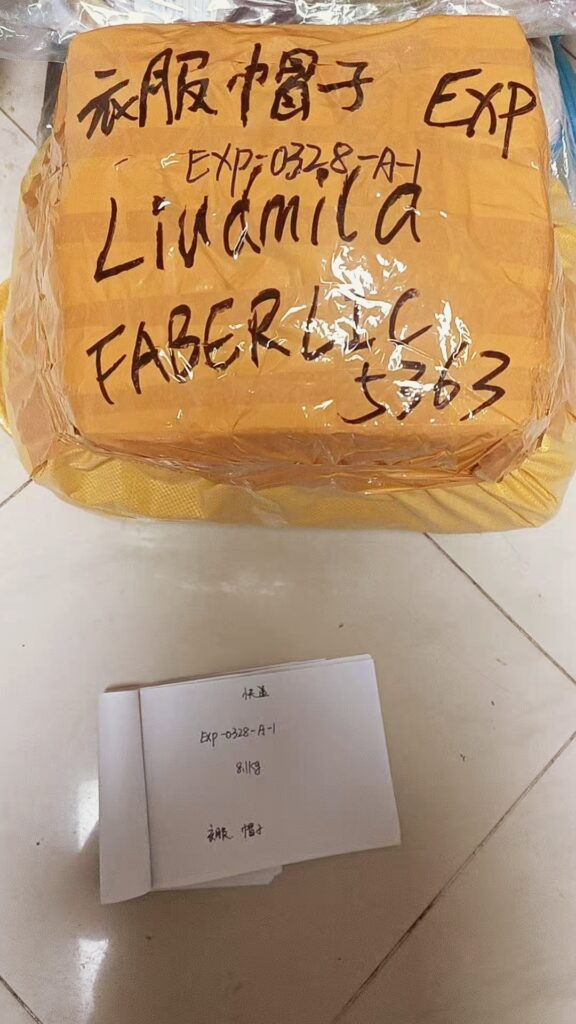 衣服帽子 EXP
EXP-0328-A-1
Liudmila
FABERLIC
5363
快递
Exp-0328-A-1
8.1kg
衣服 帽子